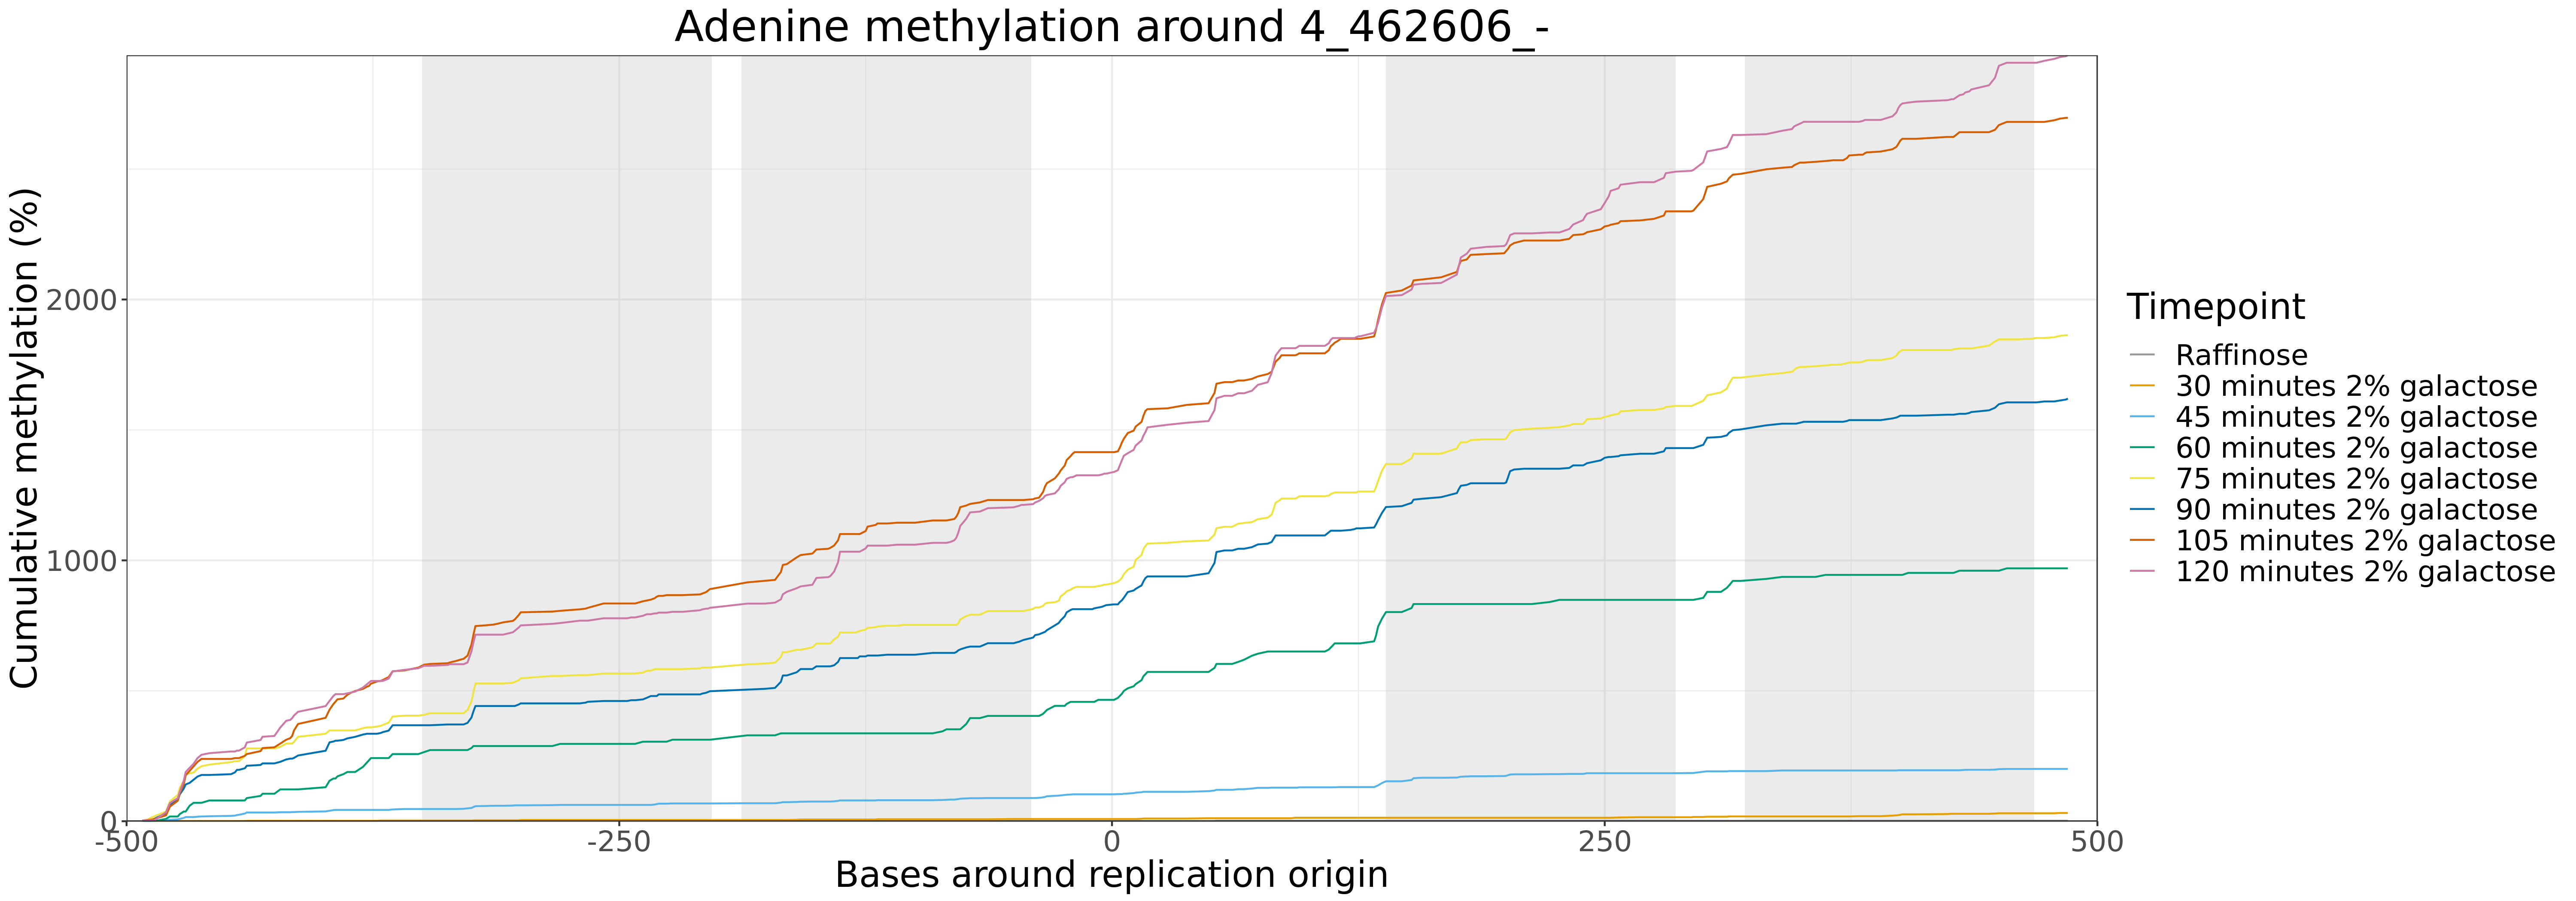 Adenine methylation around 4_462606_-
Cumulative methylation (%)
2000
1000
0
-500
-250
0
250
500
Bases around replication origin
Timepoint
Raffinose
30 minutes 2% galactose
45 minutes 2% galactose
60 minutes 2% galactose
75 minutes 2% galactose
90 minutes 2% galactose
105 minutes 2% galactose
120 minutes 2% galactose